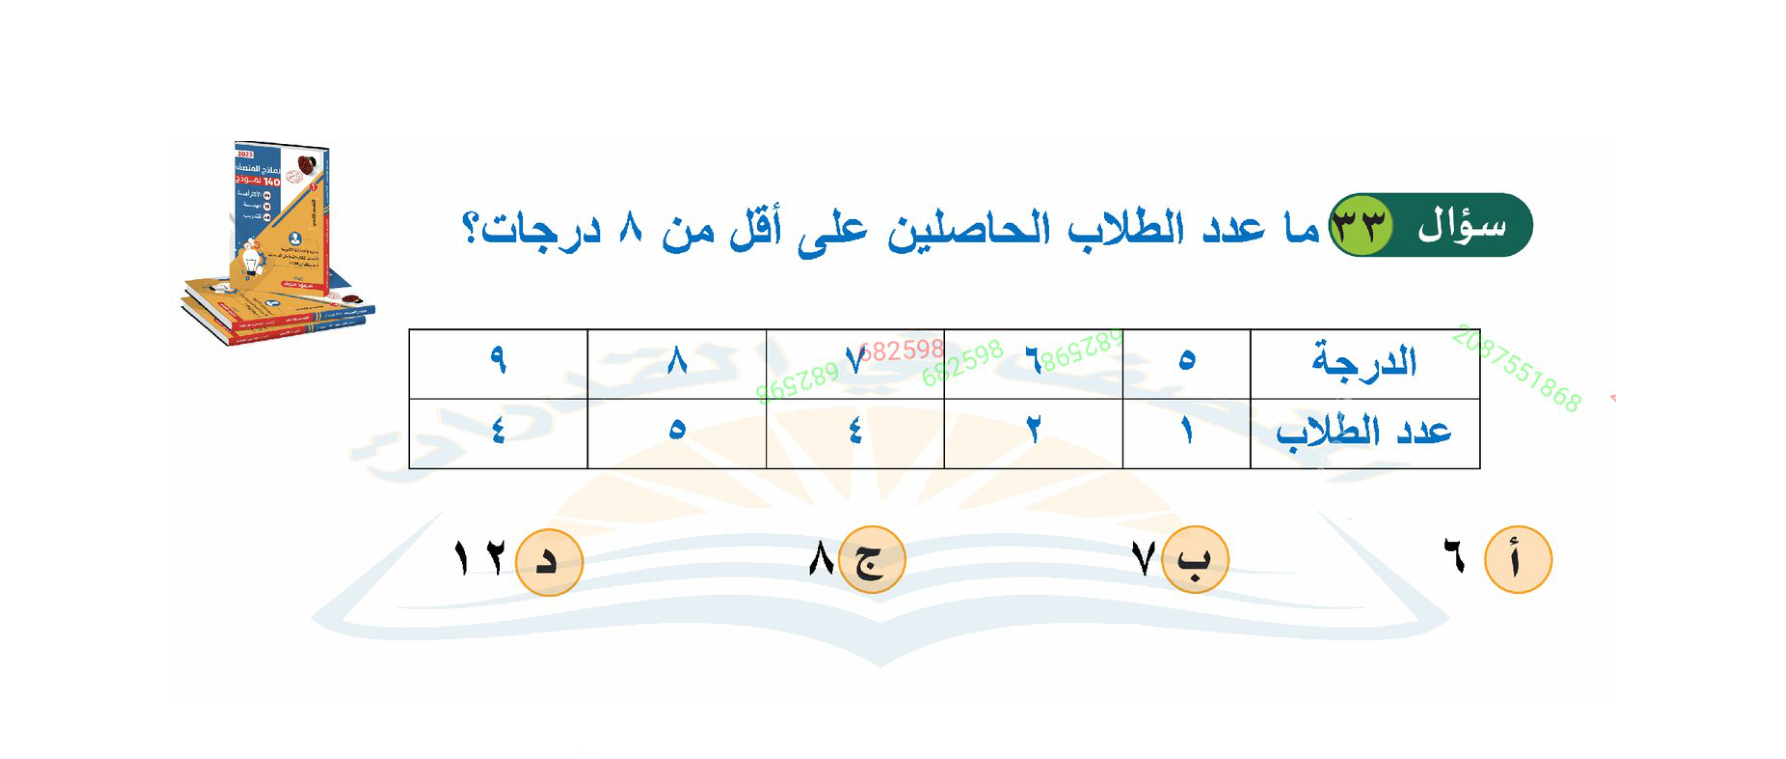 سؤال ٣٣ ما عدد الطلاب الحاصلين على أقل من ٨ درجات؟
الدرجة ٥ ٦ ٧ ٨ ٩
عدد الطلاب ١ ٢ ٤ ٥ ٤
أ ٦ ب ٧ ج ٨ د ١٢
682598
682598
682598
682598
2087551868
2023
نماذج المنصف
140 نموذج